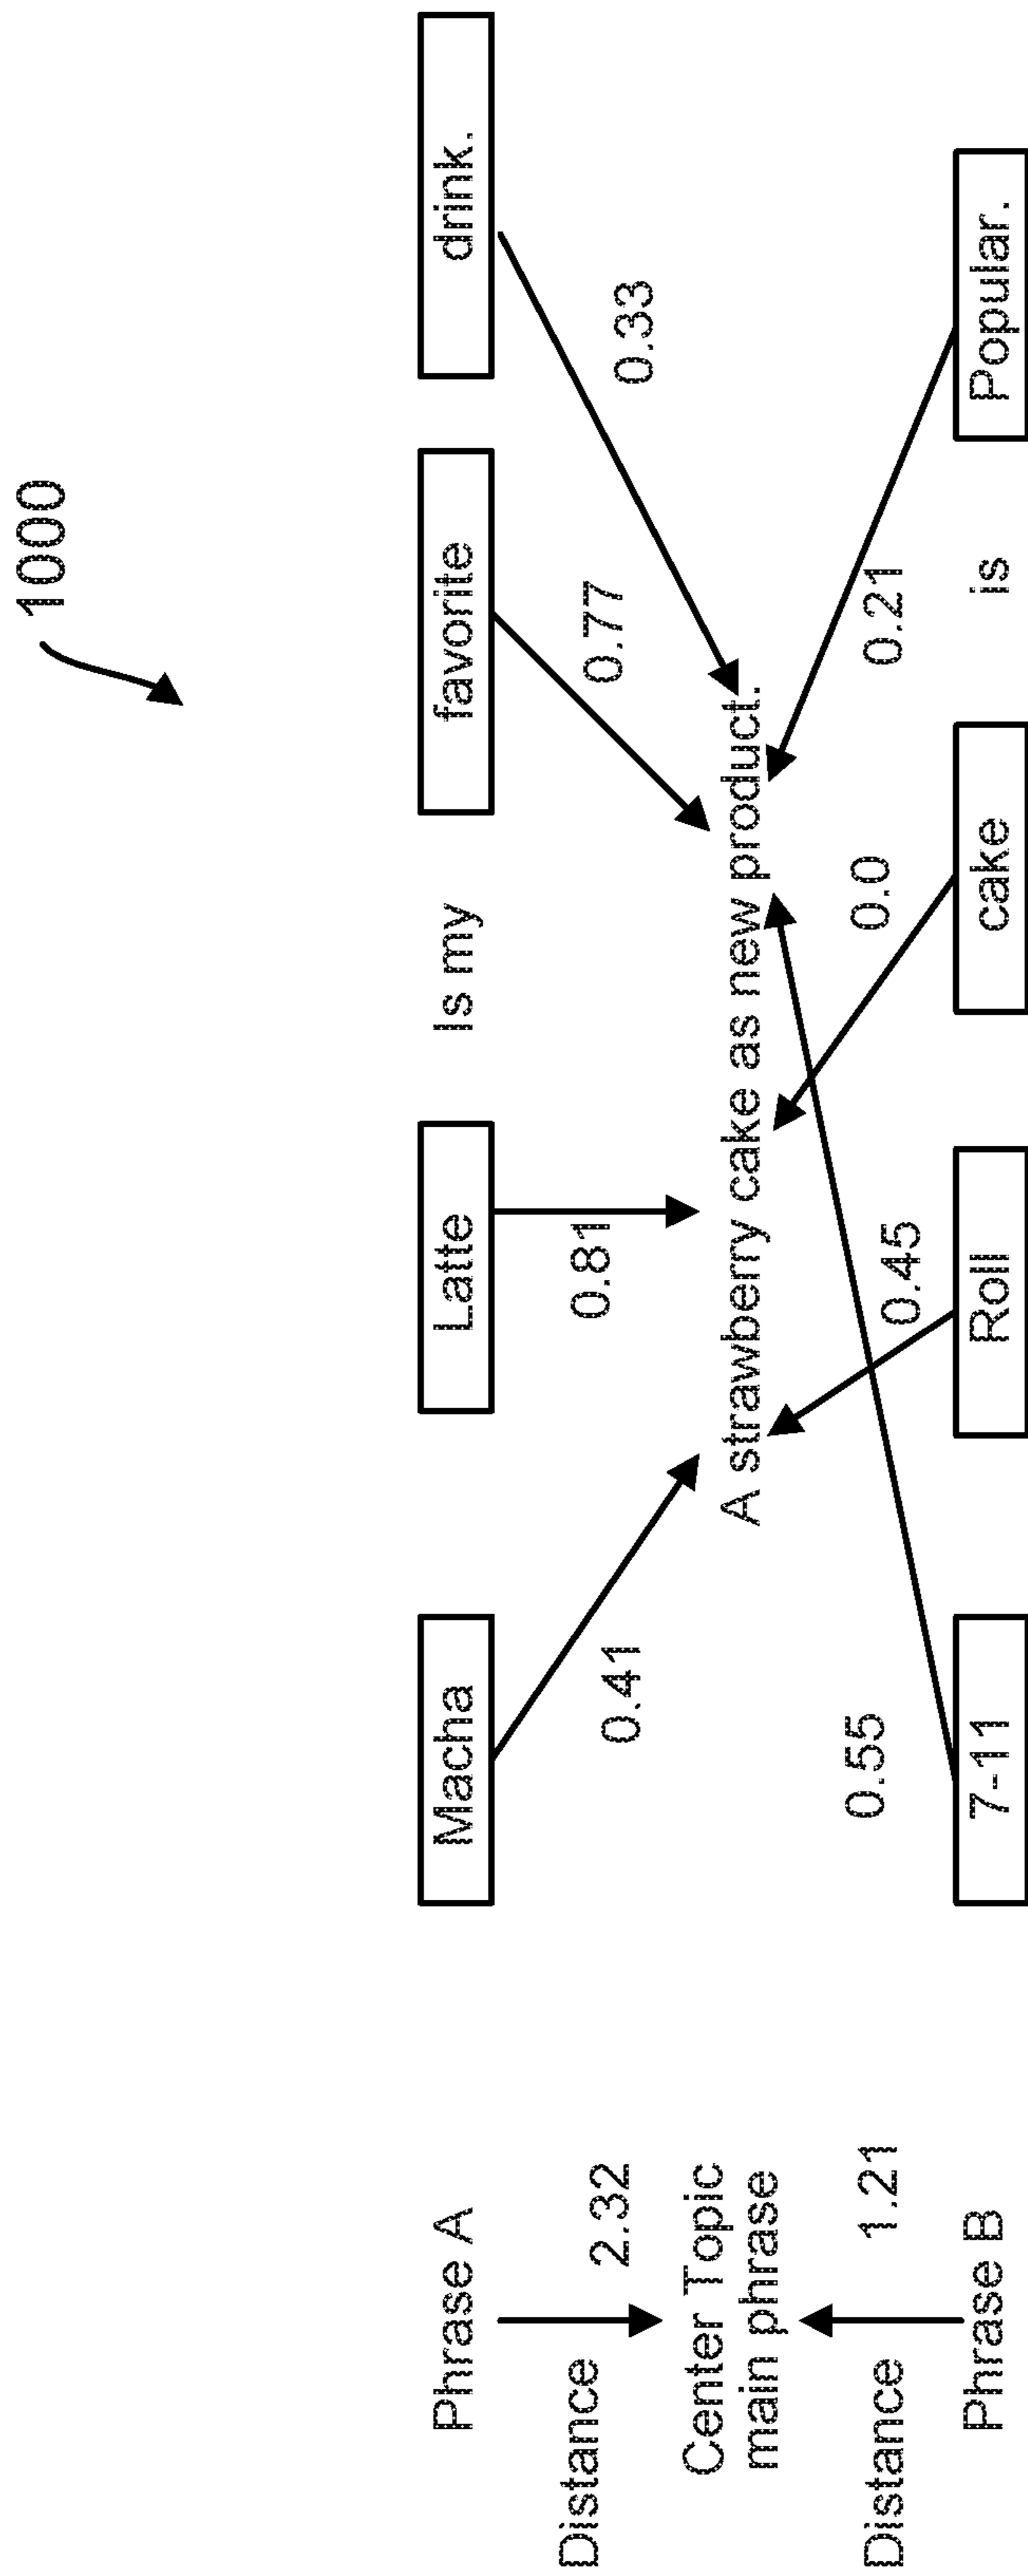 1000
Phrase A
Macha
Latte
is my
favorite
drink.
Distance
2.32
0.41
0.81
0.77
0.33
Center Topic
main phrase
A strawberry cake as new product.
Distance
1.21
0.55
0.45
0.0
0.21
Phrase B
7-11
Roll
cake
is
Popular.